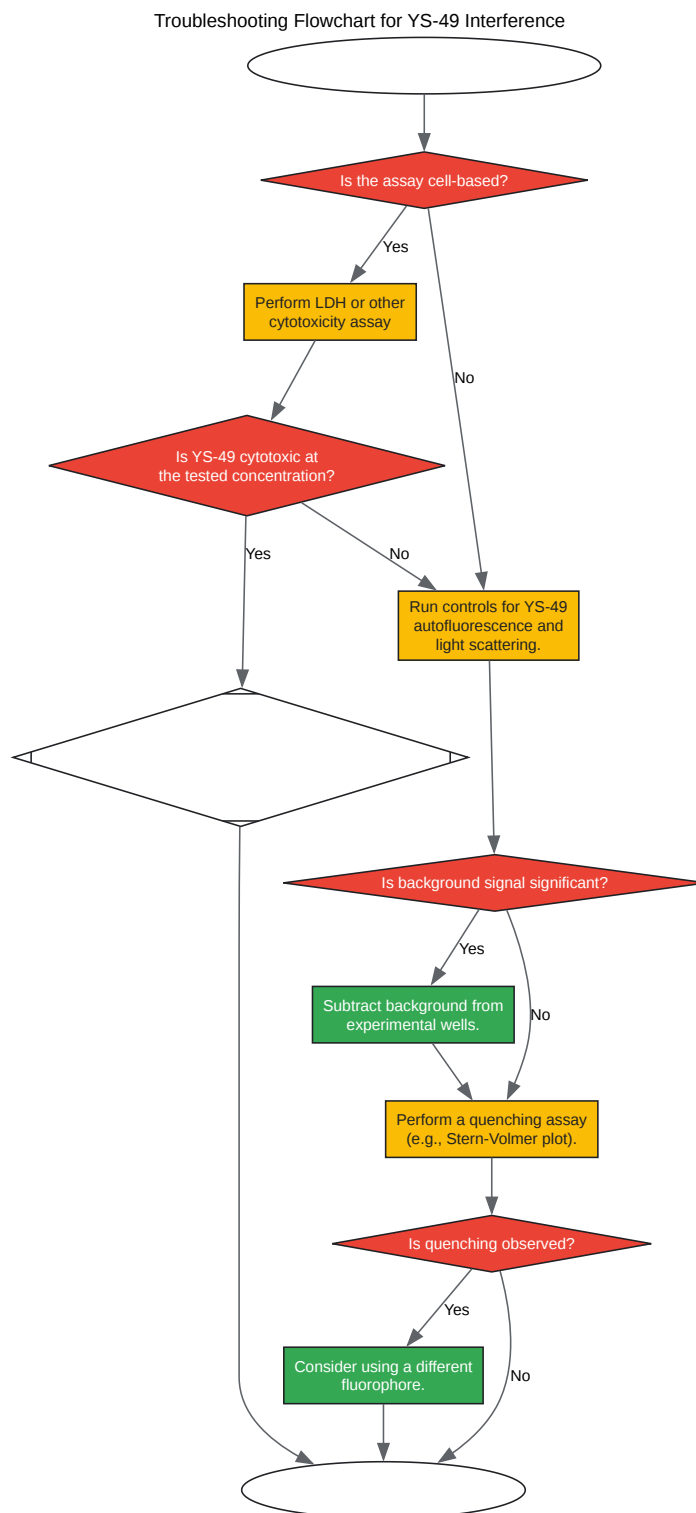 Troubleshooting Flowchart for YS-49 Interference
Is the assay cell-based?
Yes
Perform LDH or other
cytotoxicity assay
No
Is YS-49 cytotoxic at
the tested concentration?
Yes
No
Run controls for YS-49
autofluorescence and
light scattering.
Is background signal significant?
Yes
Subtract background from
experimental wells.
No
Perform a quenching assay
(e.g., Stern-Volmer plot).
Is quenching observed?
Yes
Consider using a different
fluorophore.
No